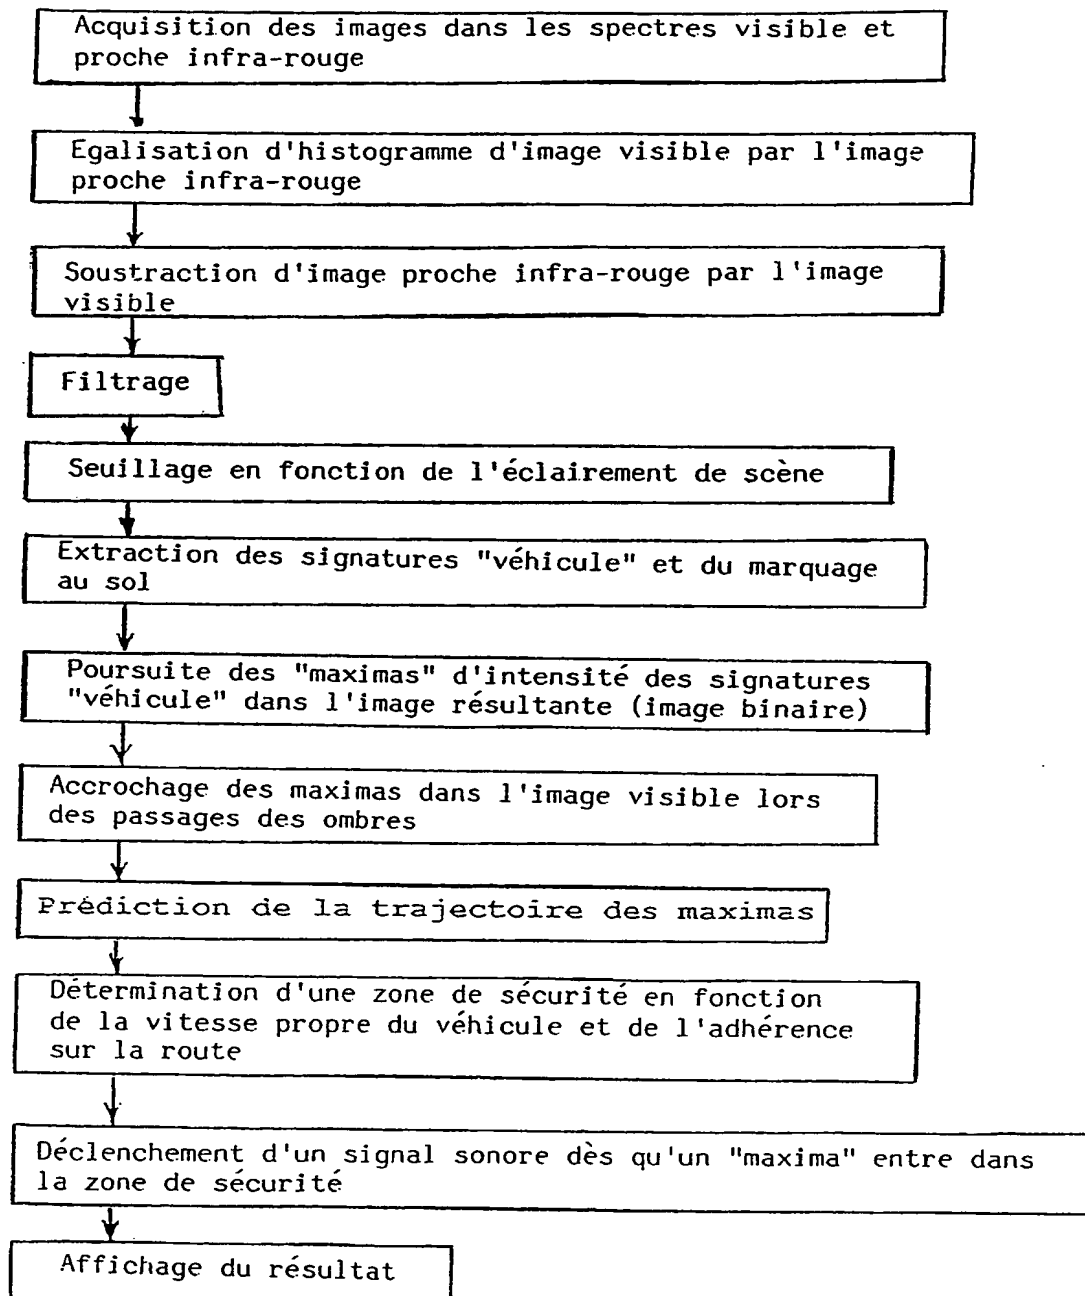 Acquisition des images dans les spectres visible et
proche infra-rouge
Egalisation d'histogramme d'image visible par l'image
proche infra-rouge
Soustraction d'image proche infra-rouge par l'image
visible
Filtrage
Seuillage en fonction de l'éclairement de scène
Extraction des signatures "véhicule" et du marquage
au sol
Poursuite des "maximas" d'intensité des signatures
"véhicule" dans l'image résultante (image binaire)
Accrochage des maximas dans l'image visible lors
des passages des ombres
Prédiction de la trajectoire des maximas
Détermination d'une zone de sécurité en fonction
de la vitesse propre du véhicule et de l'adhérence
sur la route
Déclenchement d'un signal sonore dès qu'un "maxima" entre dans
la zone de sécurité
Affichage du résultat